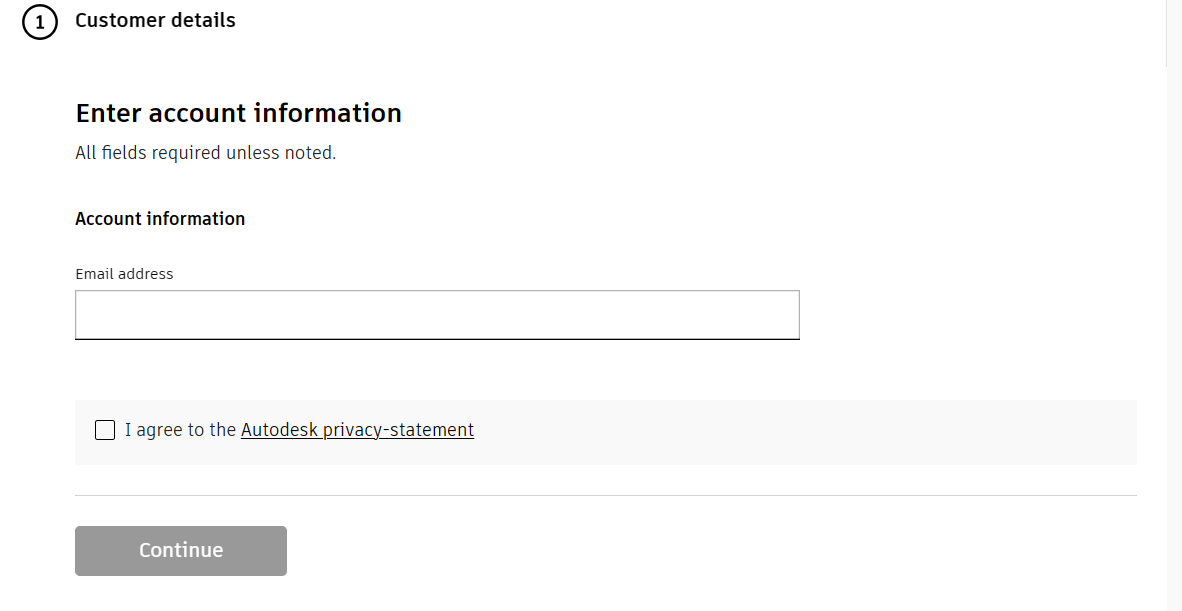 1 Customer details
Enter account information
All fields required unless noted.
Account information
Email address
I agree to the Autodesk privacy-statement
Continue